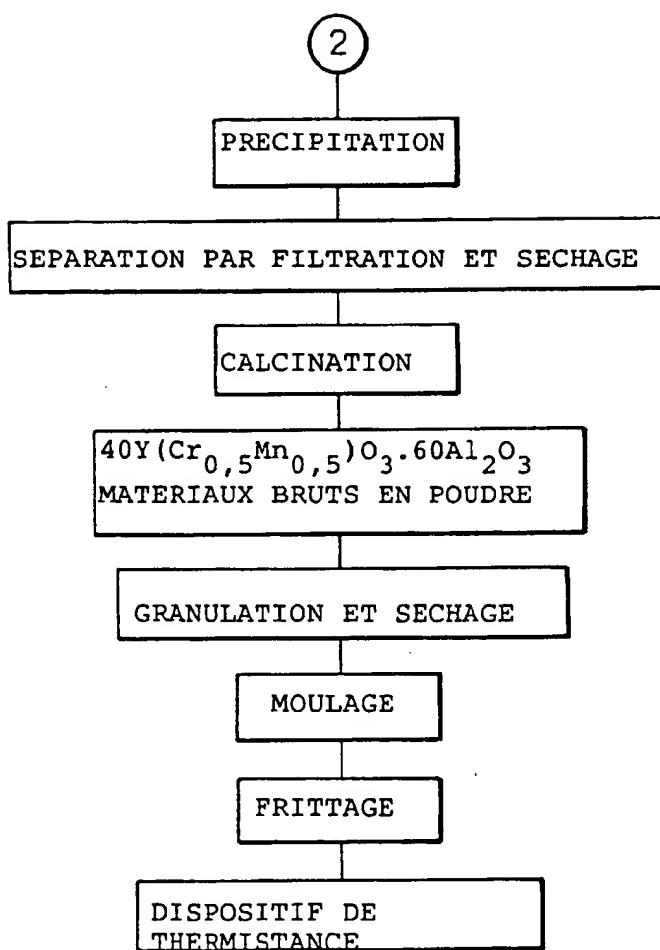 2
PRECIPITATION
SEPARATION PAR FILTRATION ET SECHAGE
CALCINATION
40Y(Cr0,5Mn0,5)O3.60Al2O3
MATERIAUX BRUTS EN POUDRE
GRANULATION ET SECHAGE
MOULAGE
FRITTAGE
DISPOSITIF DE
THERMISTANCE